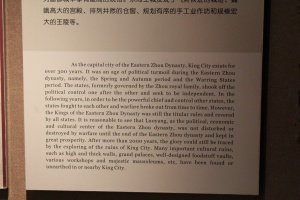 大的王陵等。
As the capital city of the Eastern Zhou Dynasty, King City exists for
over 500 years. It was an age of political turmoil during the Eastern Zhou
dynasty, namely, the Spring and Autumn period and the Warring States
period. The states, formerly governed by the Zhou royal family, shook off the
political control one after the other and seek to be independent. In the
following years, in order to be the powerful chief and control other states, the
states fought to each other and warfare broke out from time to time. However,
the Kings of the Eastern Zhou Dynasty was still the titular ruler and revered
by all states. It is reasonable to see that Luoyang, as the political, economic
and cultural center of the Eastern Zhou dynasty, was not disturbed or
destroyed by warfare until the end of the Eastern Zhou dynasty and kept in
great prosperity. After more than 2000 years, the glory could still be traced
by the exploring of the ruins of King City. Many important cultural ruins,
such as high and thick walls, grand palaces, well-designed foodstuff vaults,
various workshops and majestic mausoleums, etc, have been found or
unearthed in or nearby King City.